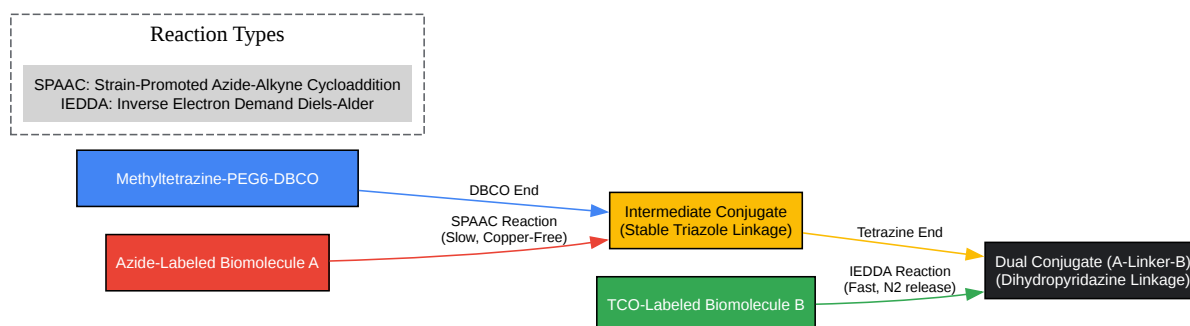 Reaction Types
SPAAC: Strain-Promoted Azide-Alkyne Cycloaddition
IEDDA: Inverse Electron Demand Diels-Alder
Methyltetrazine-PEG6-DBCO
DBCO End
Azide-Labeled Biomolecule A
SPAAC Reaction
(Slow, Copper-Free)
Intermediate Conjugate
(Stable Triazole Linkage)
Tetrazine End
TCO-Labeled Biomolecule B
IEDDA Reaction
(Fast, N2 release)
Dual Conjugate (A-Linker-B)
(Dihydropyridazine Linkage)